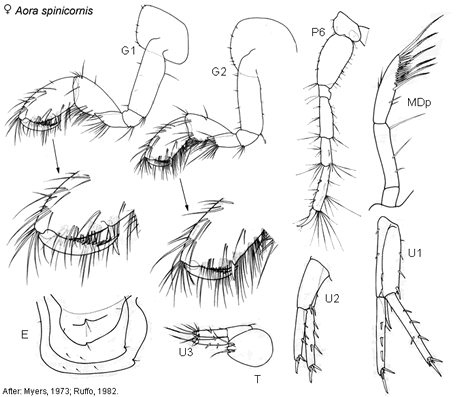 ♀ Aora spinicornis
G1
G2
P6
MDp
E
U3
T
U2
U1
After: Myers, 1973; Ruffo, 1982.